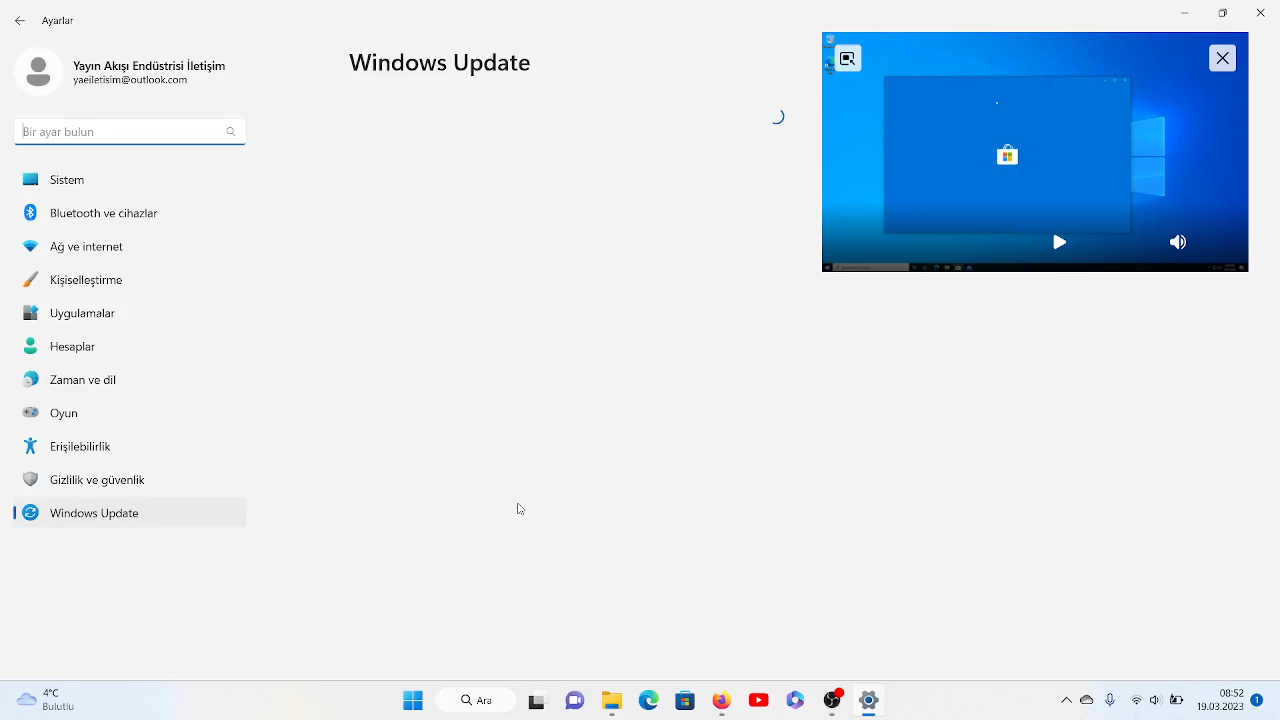 Ayarlar
Yayın Akışı Endüstrisi İletişim
yaeiletisim@outlook.com
Bir ayar bulun
Sistem
Bluetooth ve cihazlar
Ağ ve internet
Kişiselleştirme
Uygulamalar
Hesaplar
Zaman ve dil
Oyun
Erişilebilirlik
Gizlilik ve güvenlik
Windows Update
Windows Update
4°C
Bulutlu
Ara
08:52
19.03.2023
1